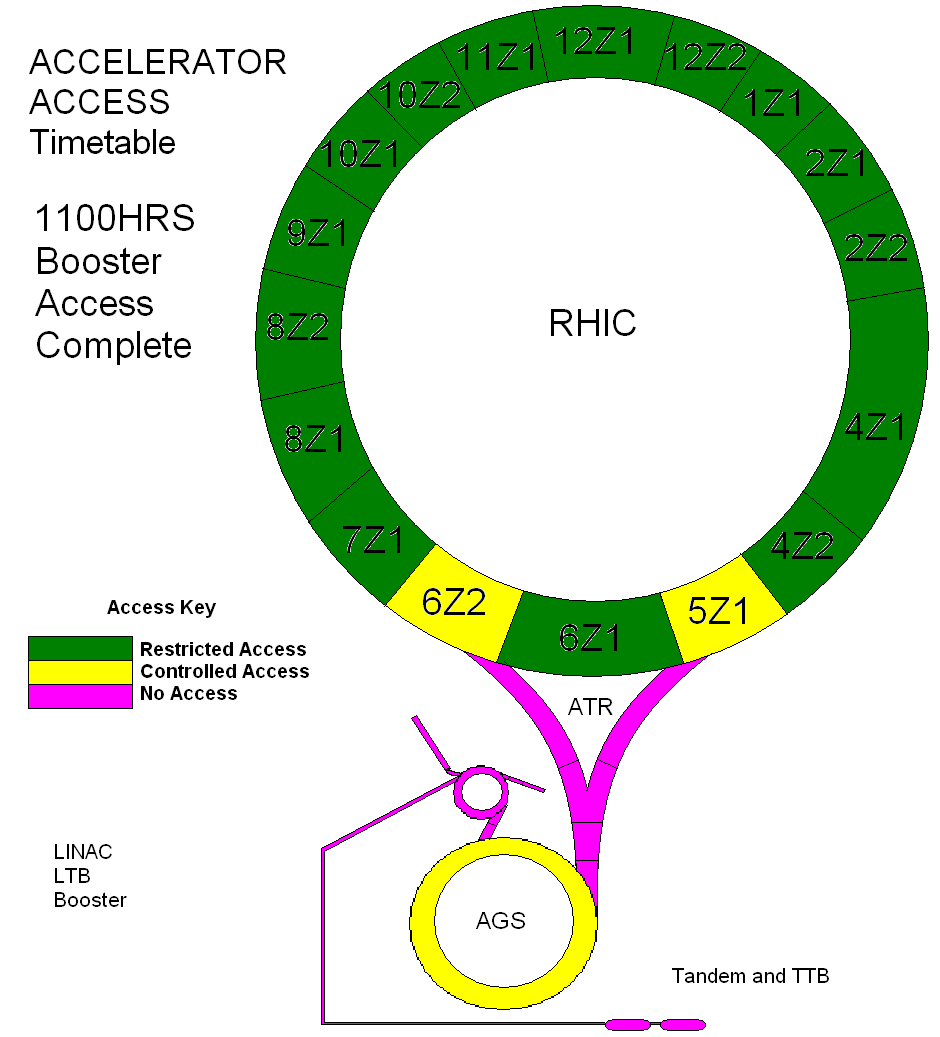 ACCELERATOR
ACCESS
Timetable
1100HRS
Booster
Access
Complete
12Z1
11Z1
12Z2
10Z2
1Z1
10Z1
2Z1
9Z1
2Z2
8Z2
RHIC
8Z1
4Z1
7Z1
4Z2
6Z2
6Z1
5Z1
Access Key
Restricted Access
Controlled Access
No Access
ATR
LINAC
LTB
Booster
AGS
Tandem and TTB